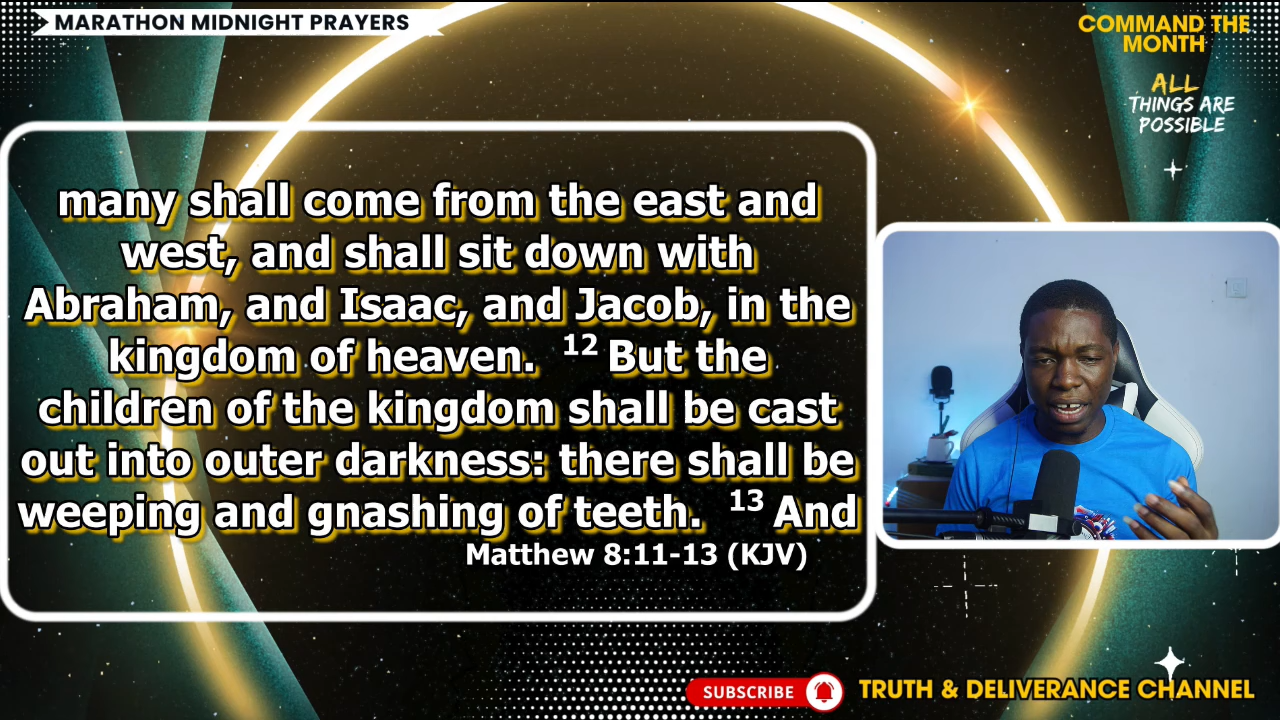 MARATHON MIDNIGHT PRAYERS
COMMAND THE
MONTH
ALL
THINGS ARE
POSSIBLE
many shall come from the east and
west, and shall sit down with
Abraham, and Isaac, and Jacob, in the
kingdom of heaven. 12 But the
children of the kingdom shall be cast
out into outer darkness: there shall be
weeping and gnashing of teeth. 13 And
Matthew 8:11-13 (KJV)
SUBSCRIBE
TRUTH & DELIVERANCE CHANNEL